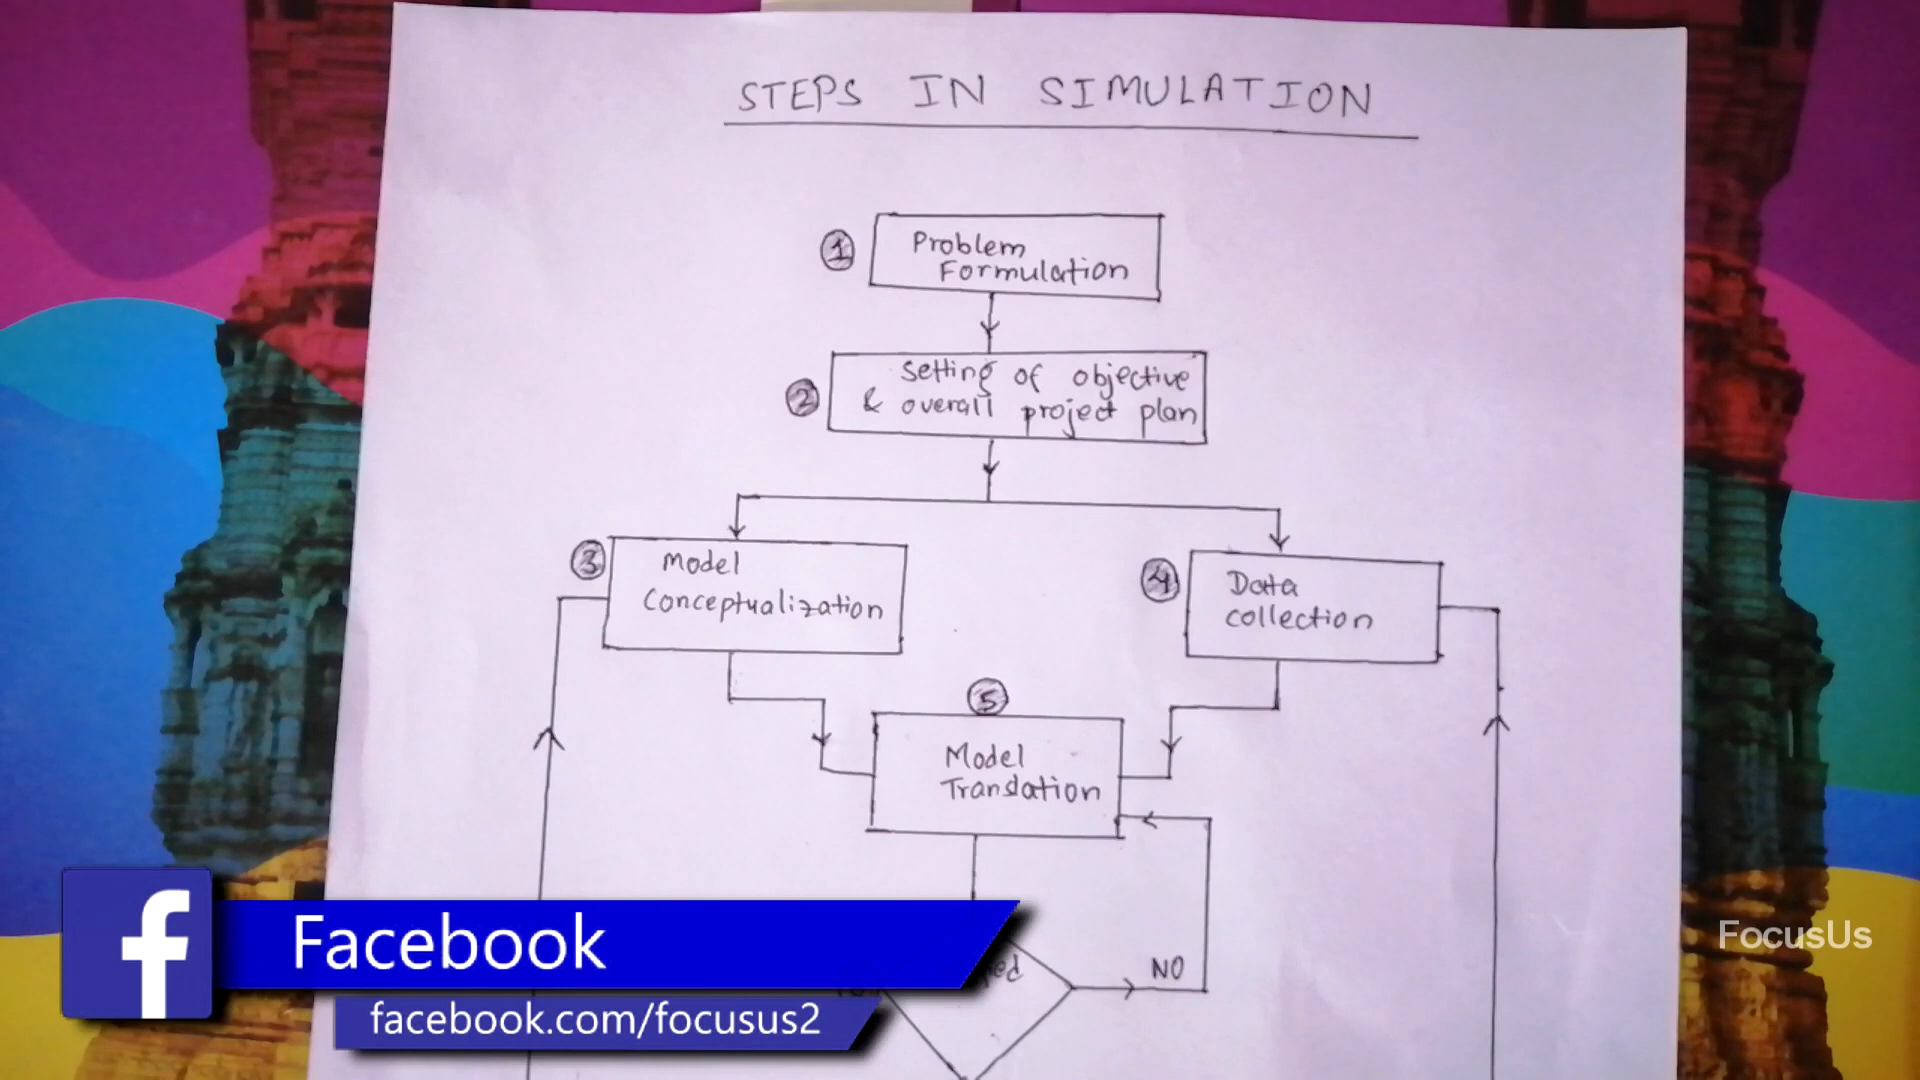 STEPS IN SIMULATION
1
Problem
Formulation
2
Setting of objective
& overall project plan
3
Model
Conceptualization
4
Data
collection
5
Model
Translation
NO
Facebook
facebook.com/focusus2
FocusUs